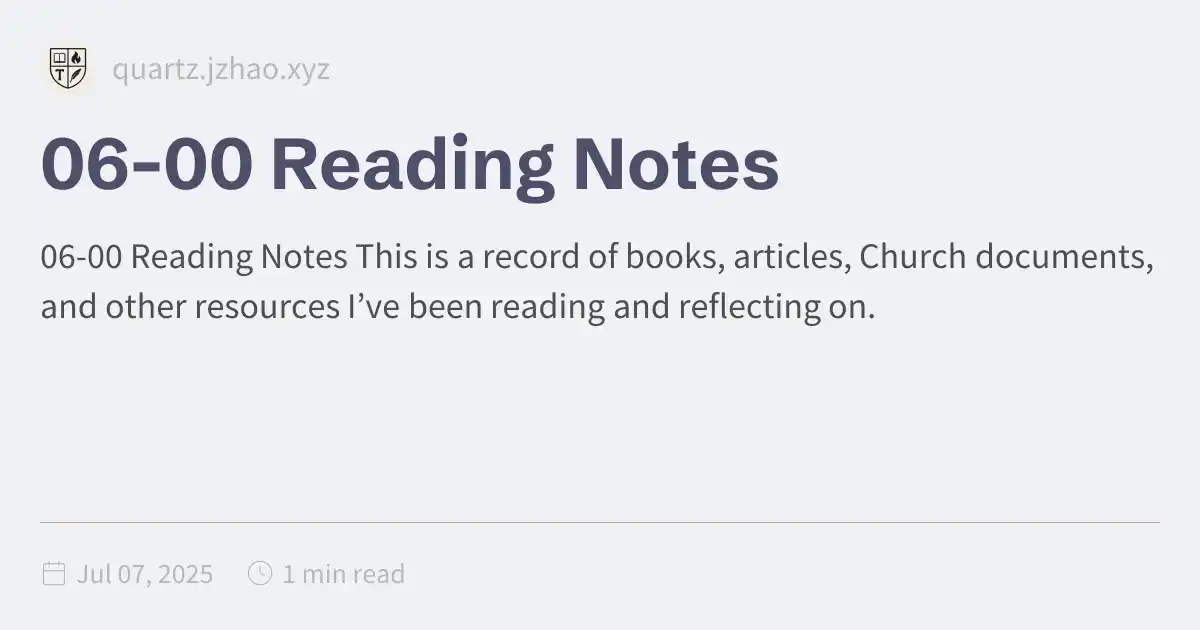 T
quartz.jzhao.xyz
06-00 Reading Notes
06-00 Reading Notes This is a record of books, articles, Church documents,
and other resources I’ve been reading and reflecting on.
Jul 07, 2025 1 min read